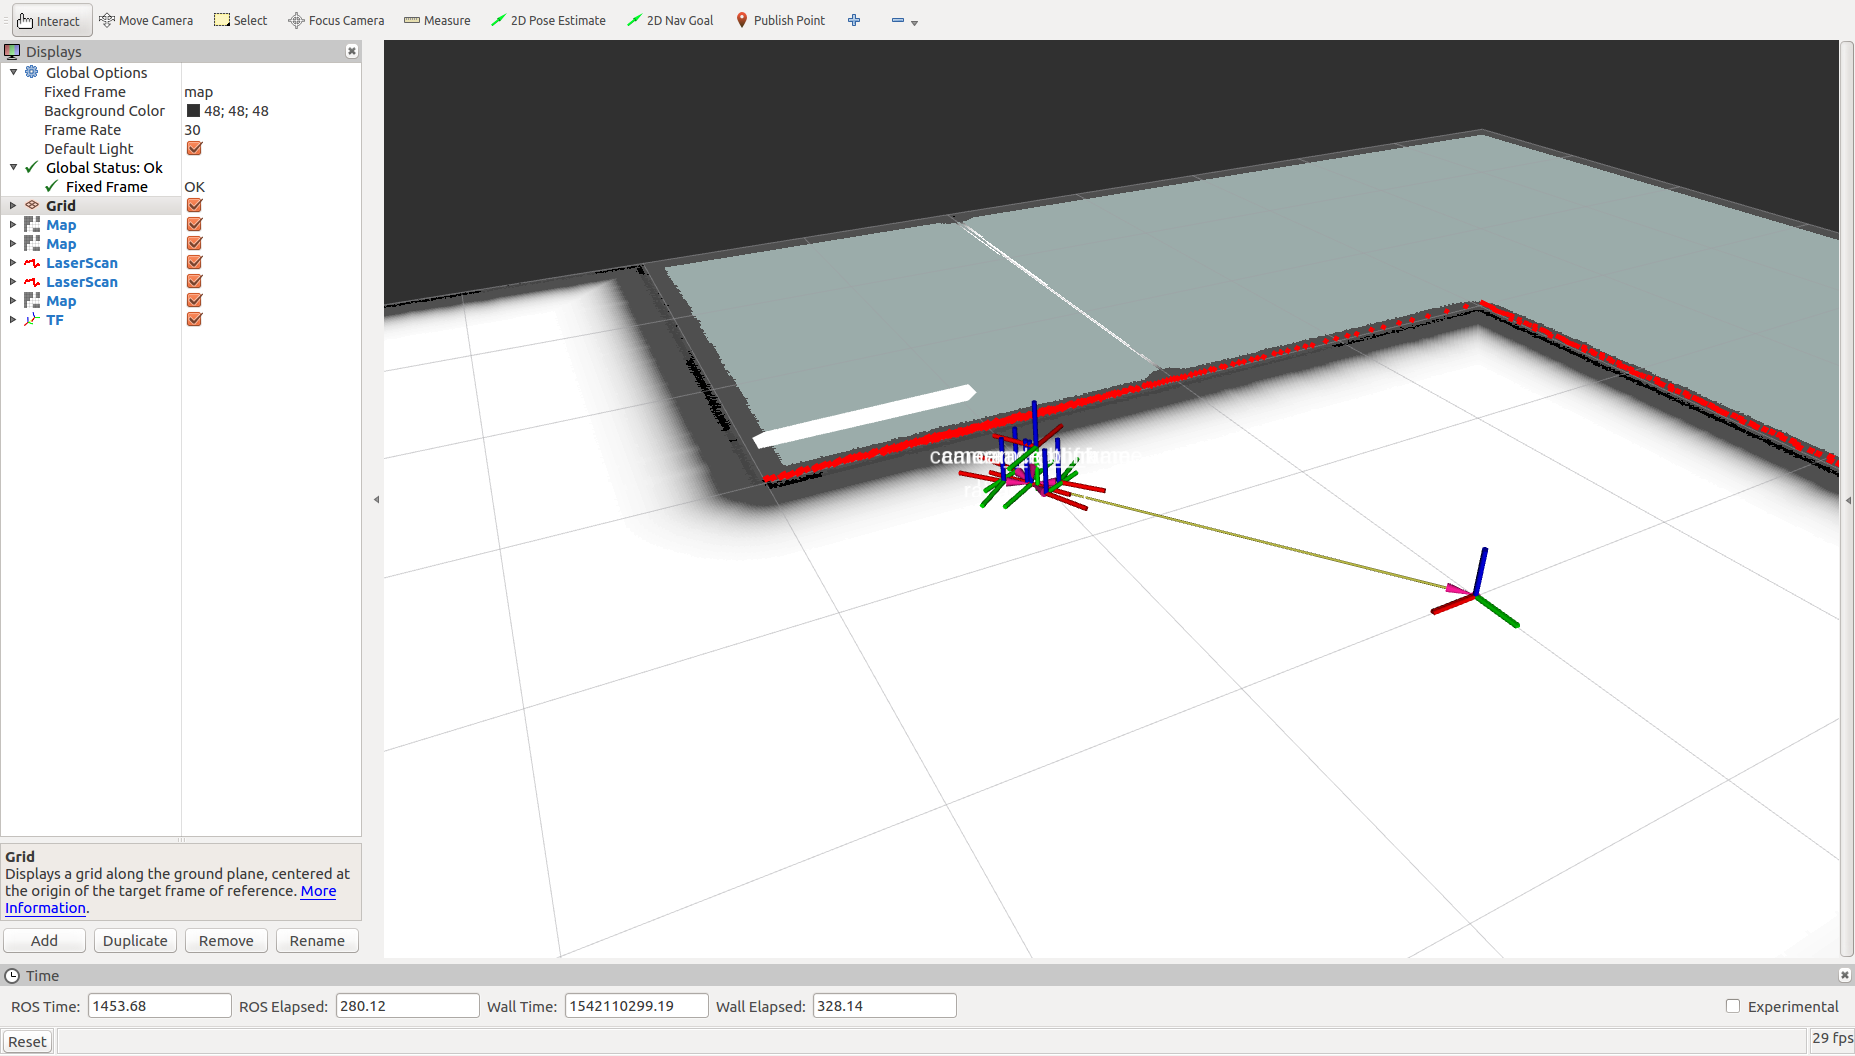 Interact Move Camera Select Focus Camera Measure 2D Pose Estimate 2D Nav Goal Publish Point
Displays
Global Options
Fixed Frame map
Background Color 48; 48; 48
Frame Rate 30
Default Light
Global Status: Ok
Fixed Frame OK
Grid
Map
Map
LaserScan
LaserScan
Map
TF
Grid
Displays a grid along the ground plane, centered at
the origin of the target frame of reference. More
Information.
Add Duplicate Remove Rename
Time
ROS Time: 1453.68 ROS Elapsed: 280.12 Wall Time: 1542110299.19 Wall Elapsed: 328.14 Experimental
Reset 29 fps